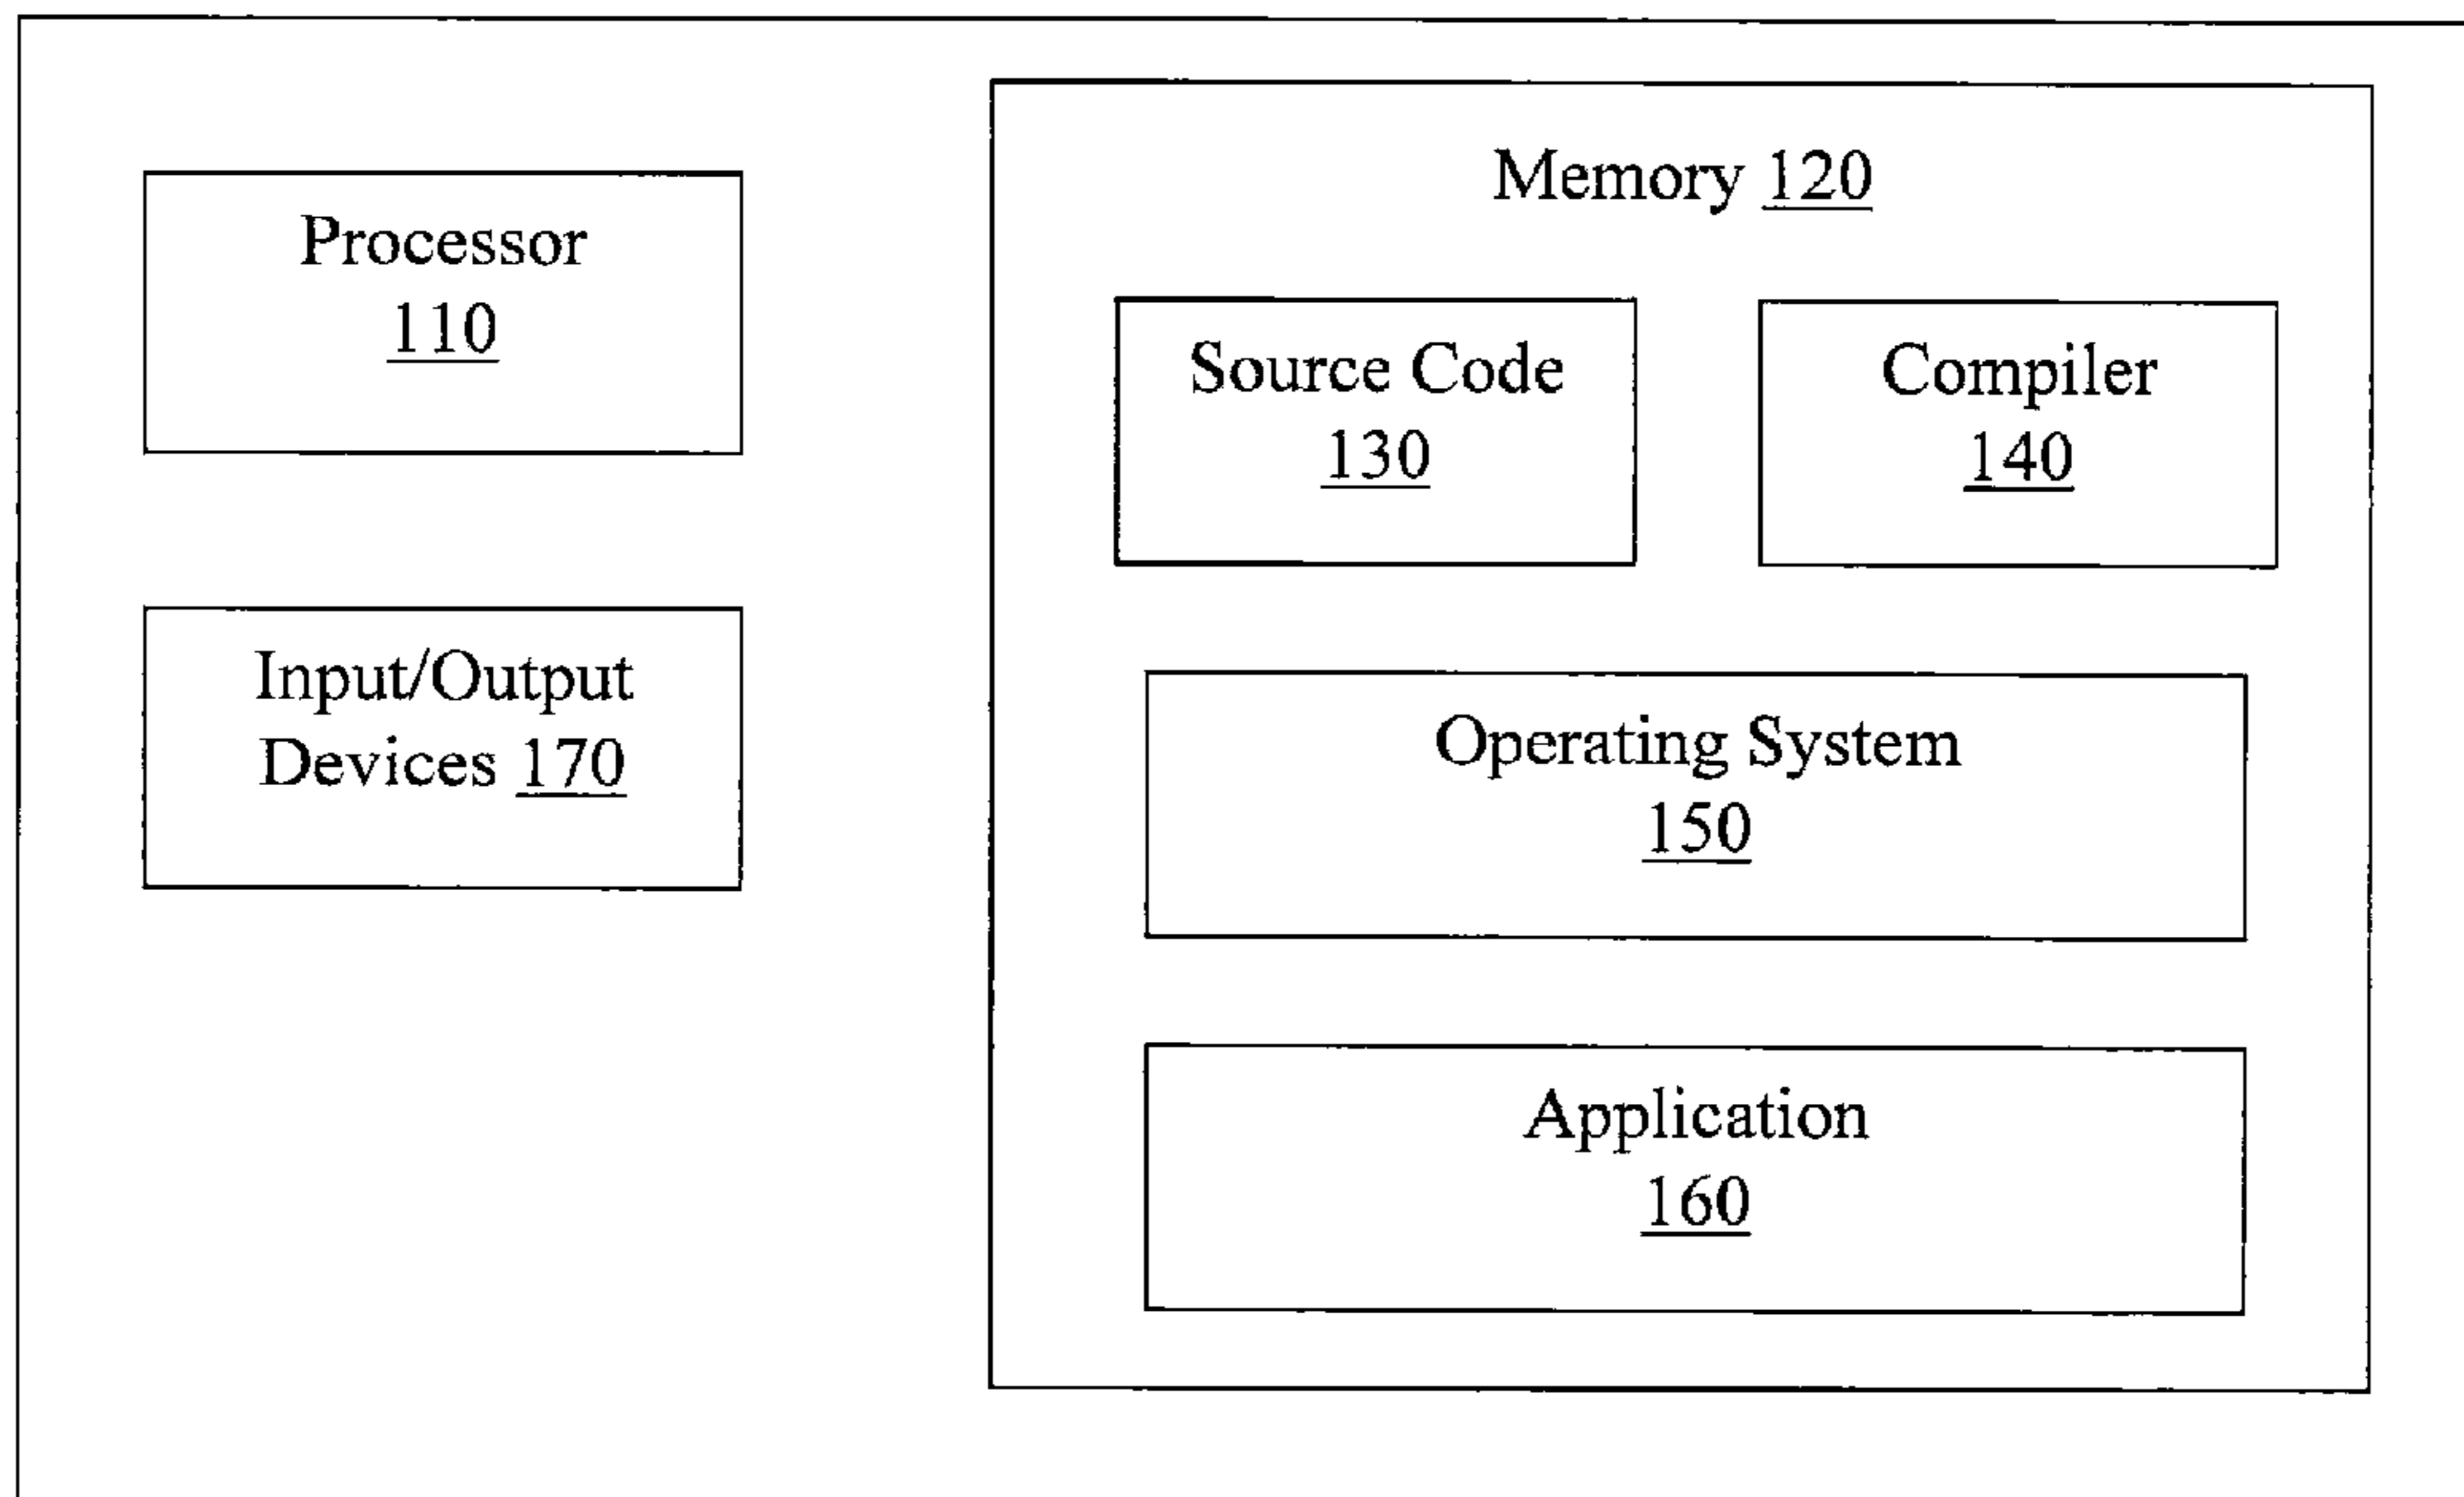 Processor
110
Input/Output
Devices 170
Memory 120
Source Code
130
Compiler
140
Operating System
150
Application
160